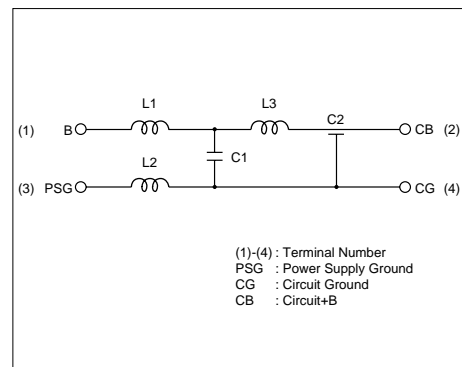 L1 L3 C2
(1) B CB (2)
C1
L2
(3) PSG CG (4)
(1)-(4) : Terminal Number
PSG : Power Supply Ground
CG : Circuit Ground
CB : Circuit+B